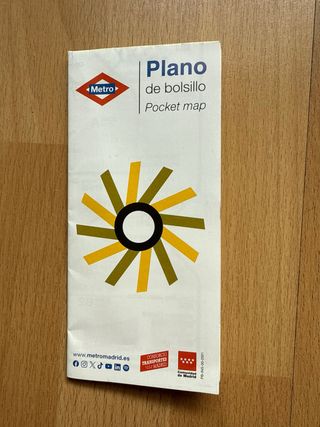 Metro
Plano
de bolsillo
Pocket map
www.metromadrid.es
CONSORCIO
TRANSPORTES
MADRID
Comunidad
de Madrid